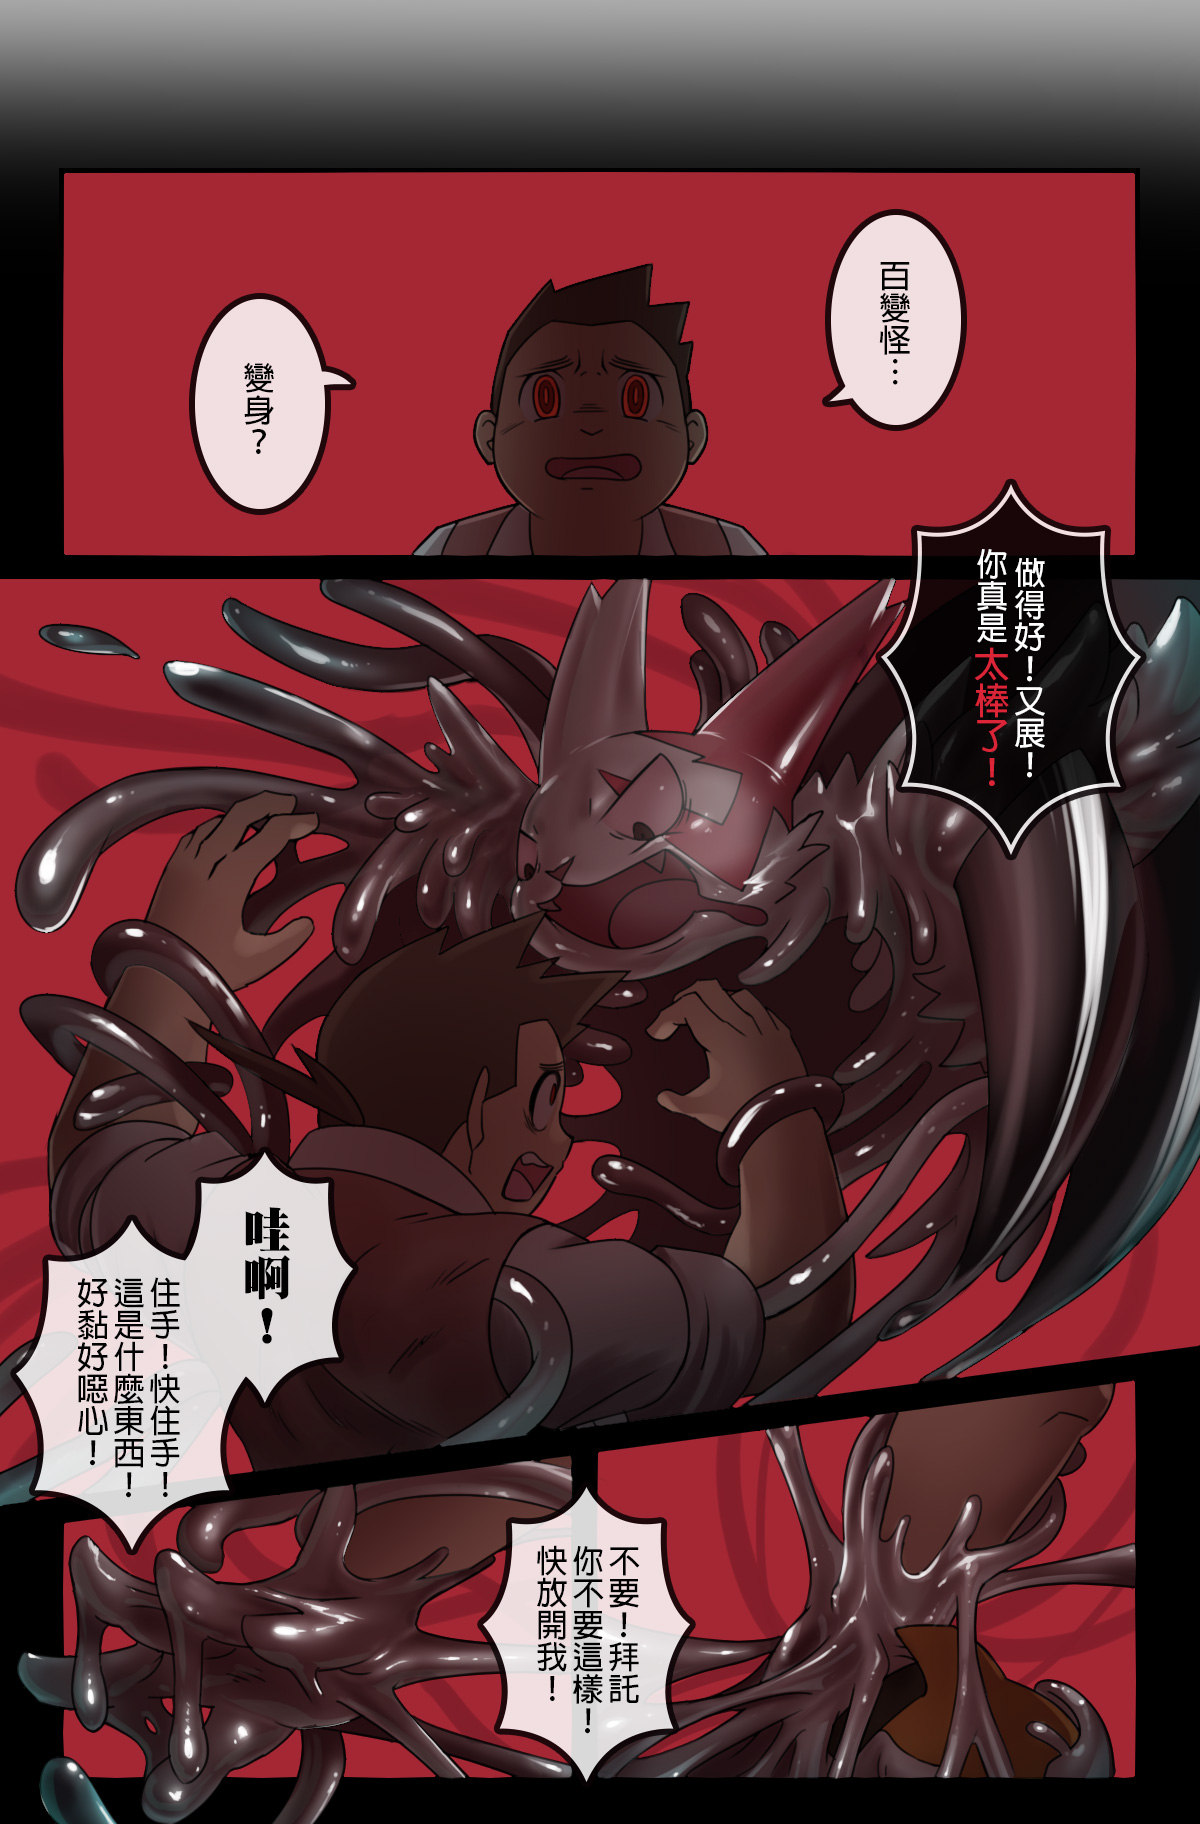 百變怪…
變身？
做得好！又展！
你真是太棒了！
哇啊！
住手！快住手！
這是什麼東西！
好黏好噁心！
不要！拜託
你不要這樣！
快放開我！